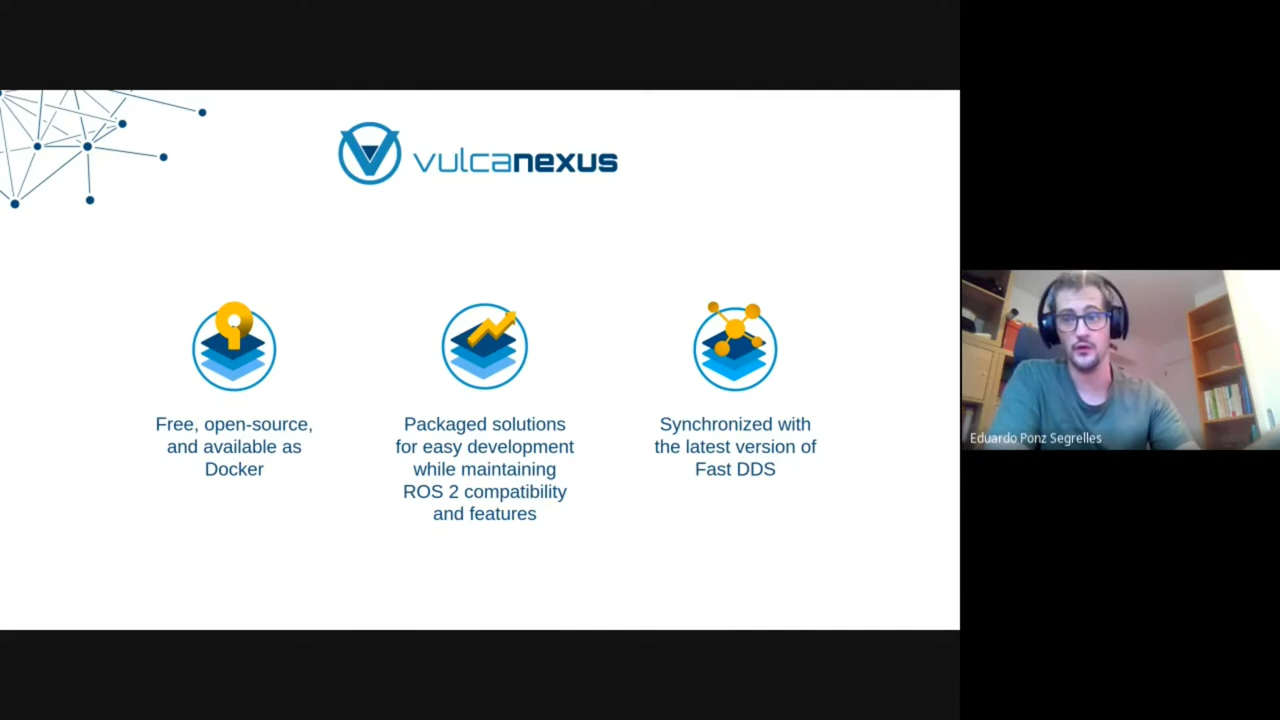 vulcanexus
Free, open-source,
and available as
Docker
Packaged solutions
for easy development
while maintaining
ROS 2 compatibility
and features
Synchronized with
the latest version of
Fast DDS
Eduardo Ponz Segrelles